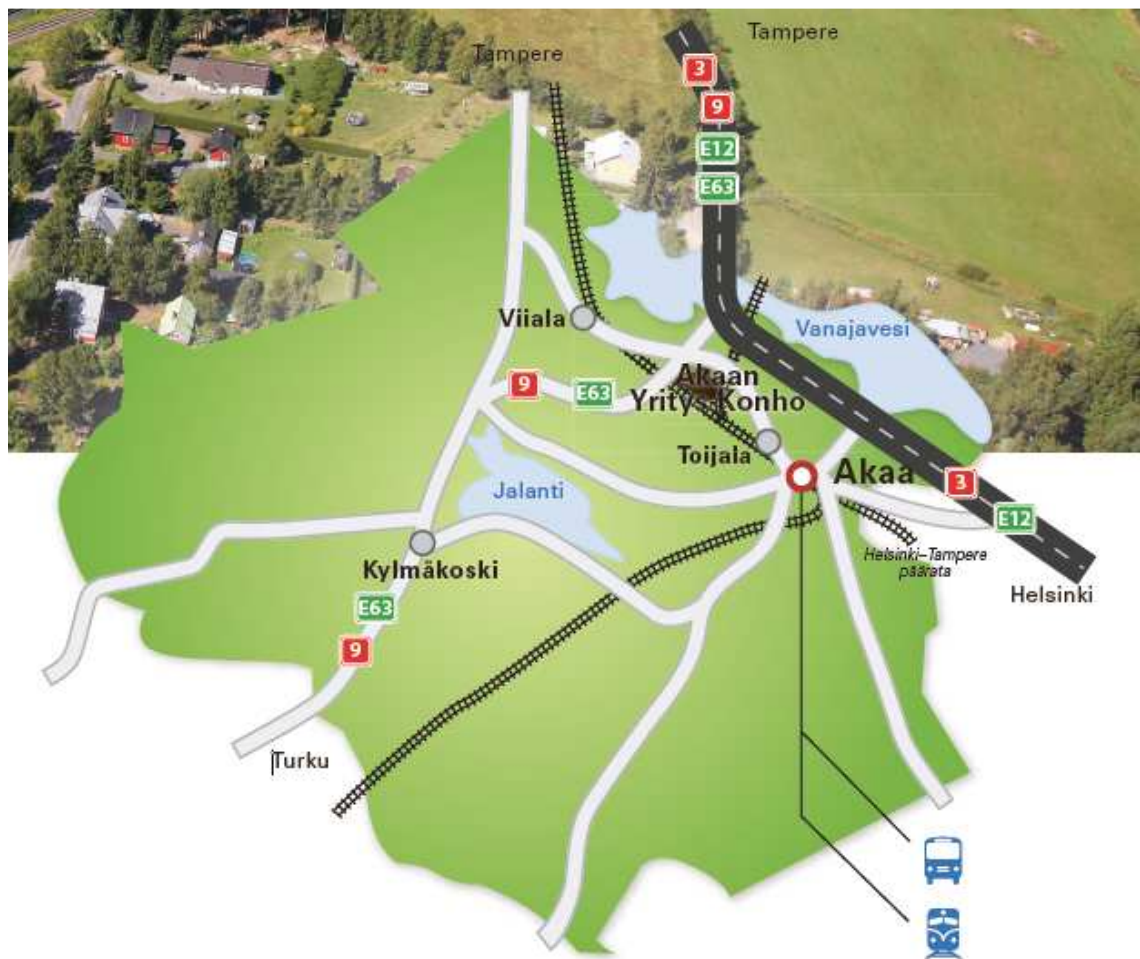 Tampere
Tampere
3
9
E12
E63
Viiala
Vanajavesi
9
E63
Akaan
Yritys-Konho
Toijala
Akaa
Jalanti
3
E12
Kylmäkoski
Helsinki–Tampere
päärata
Helsinki
E63
9
Turku